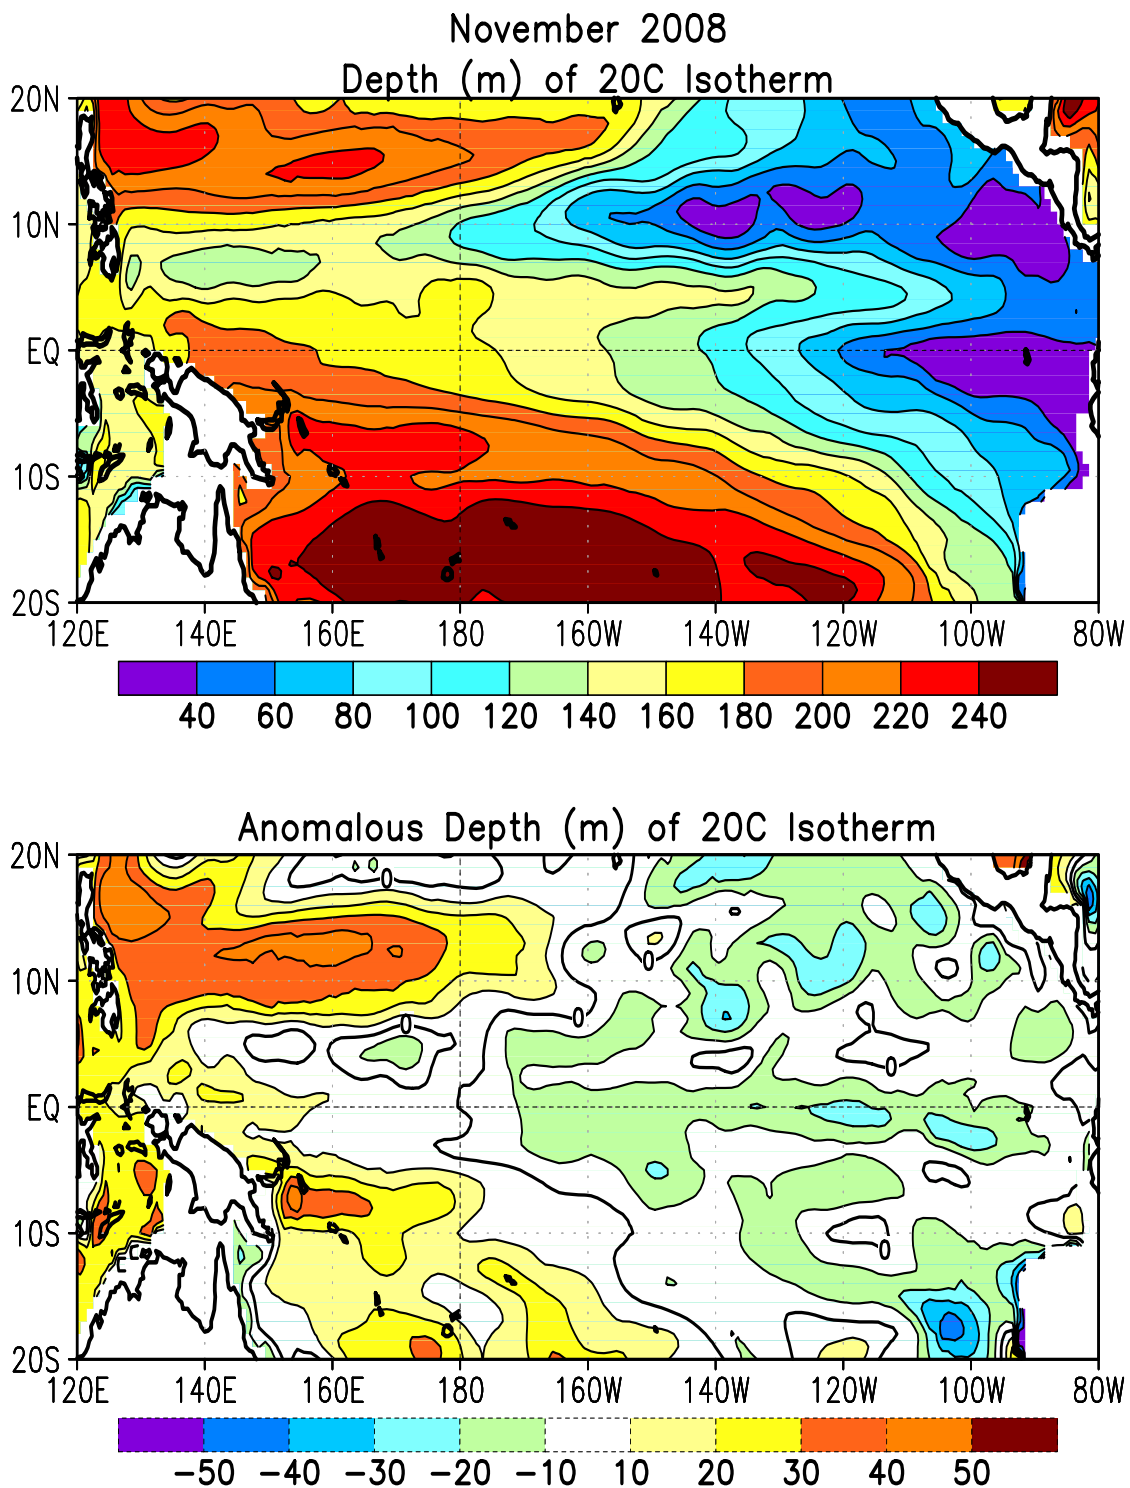 November 2008
Depth (m) of 20C Isotherm
20N
10N
EQ
10S
20S
120E 140E 160E 180 160W 140W 120W 100W 80W
40 60 80 100 120 140 160 180 200 220 240
Anomalous Depth (m) of 20C Isotherm
20N
0
0
10N
0
0
0
EQ
10S
0
20S
120E 140E 160E 180 160W 140W 120W 100W 80W
−50 −40 −30 −20 −10 10 20 30 40 50